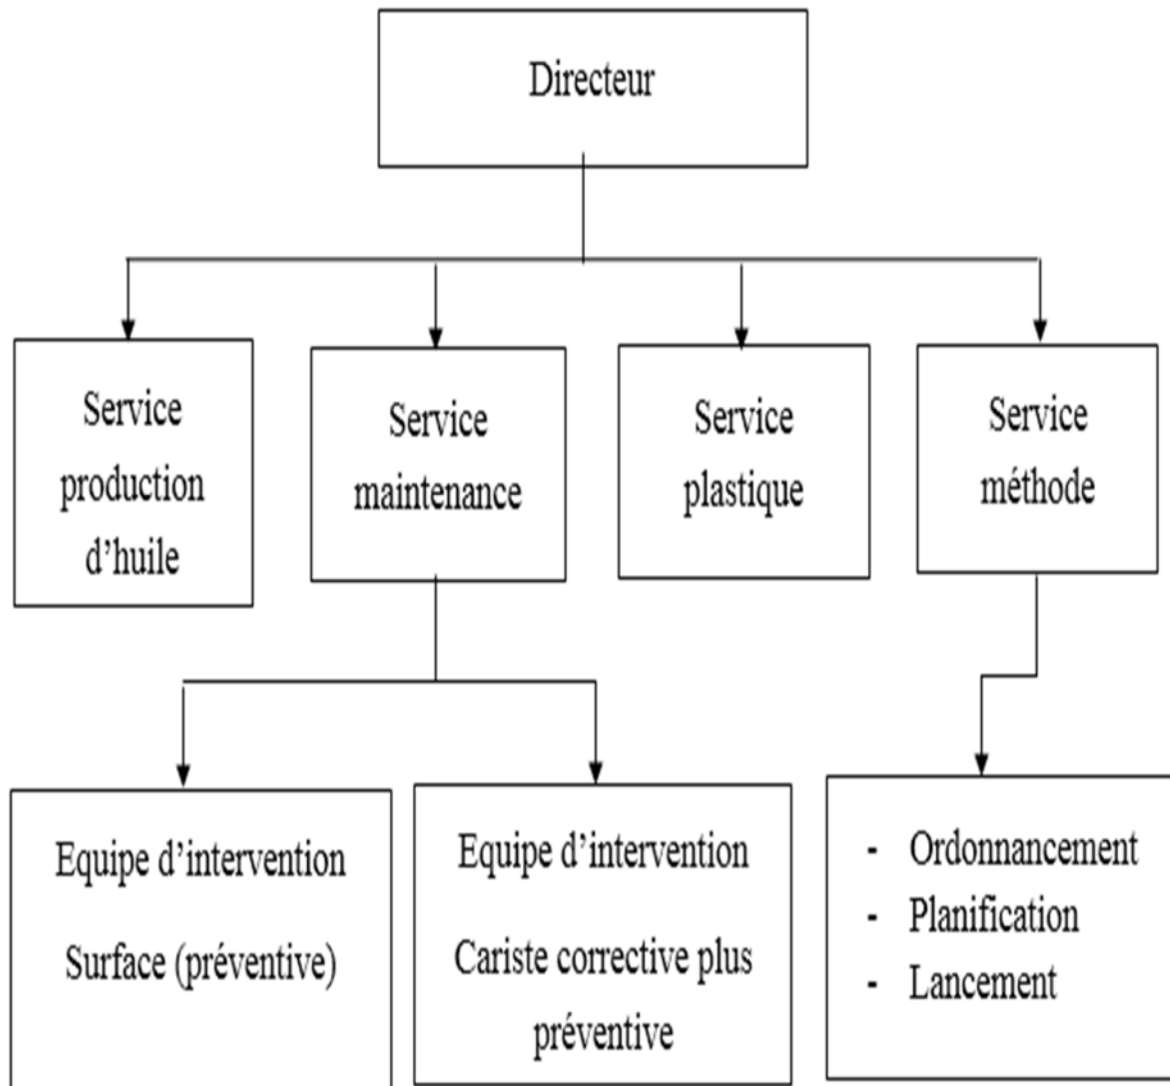 Directeur
Service
production
d’huile
Service
maintenance
Service
plastique
Service
méthode
Equipe d’intervention
Surface (préventive)
Equipe d’intervention
Cariste corrective plus
préventive
- Ordonnancement
- Planification
- Lancement